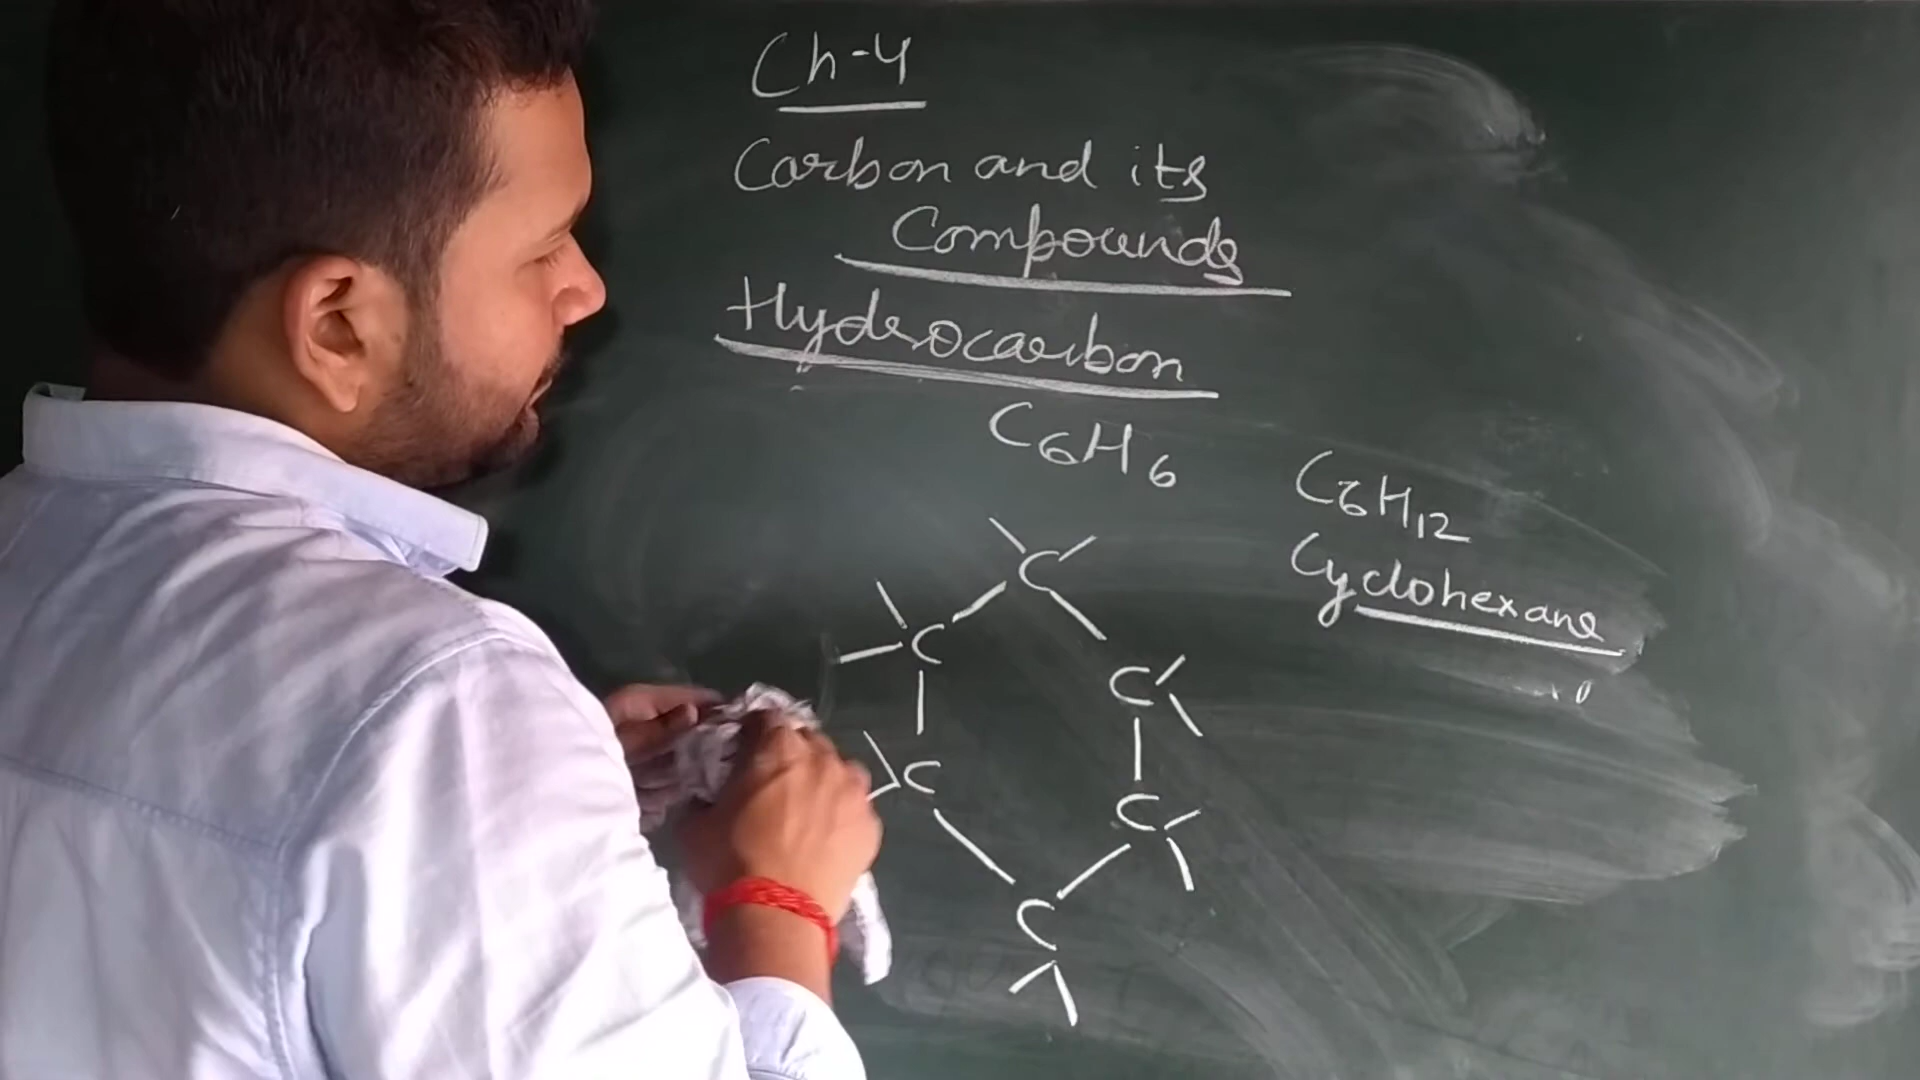 Ch-4
Carbon and its
Compounds
Hydrocarbon
C6H6
C6H12
Cyclohexane
C
C
C
C
C
C